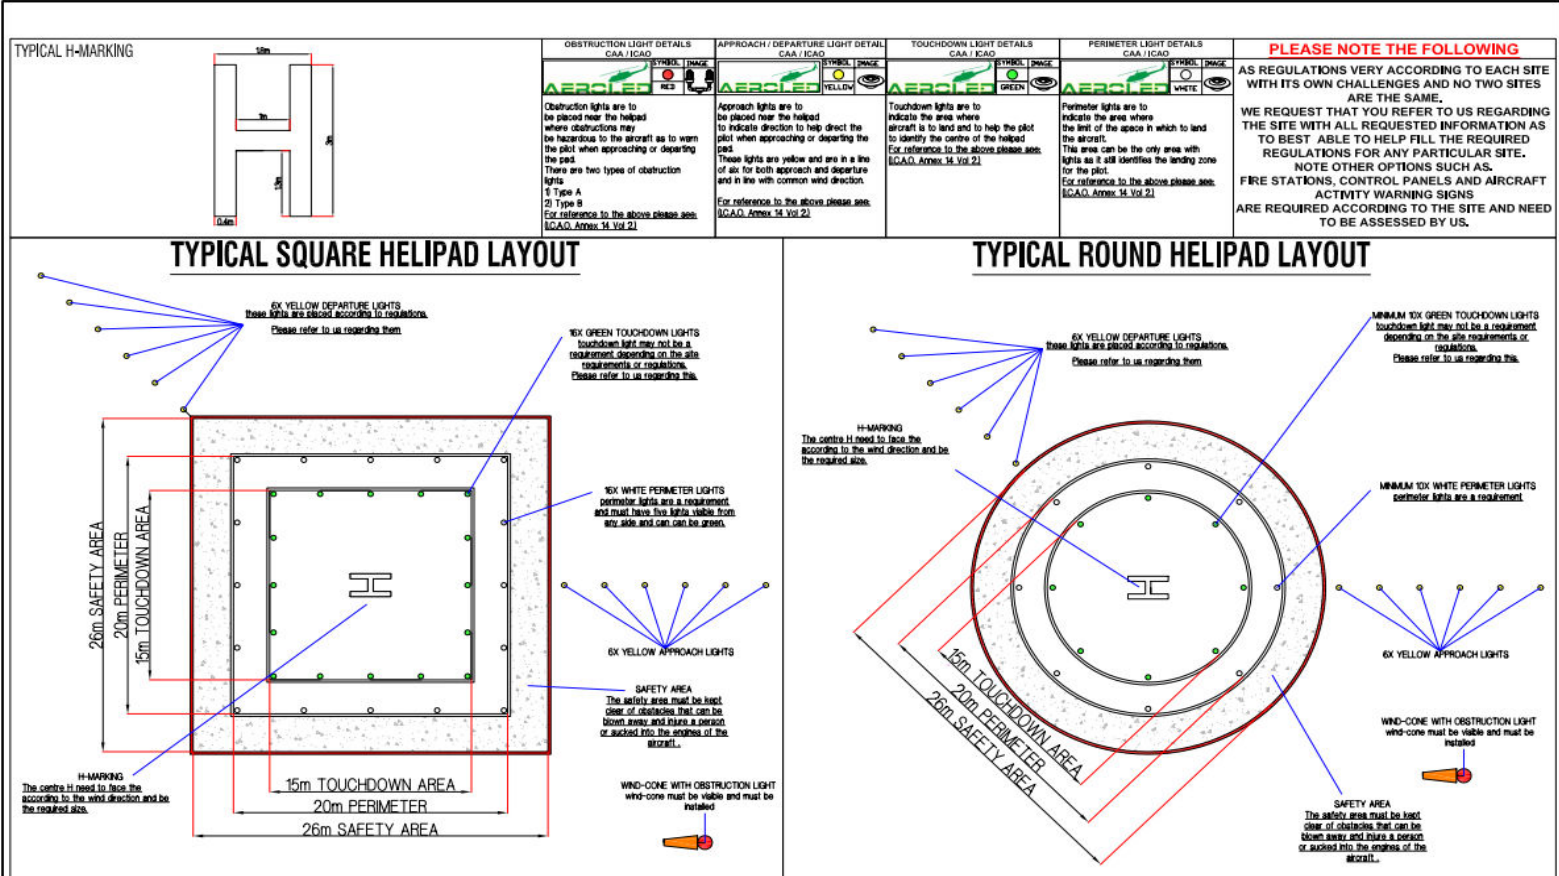 TYPICAL H-MARKING
1.8m
1m
3m
1.3m
0.4m
OBSTRUCTION LIGHT DETAILS
CAA / ICAO
AEROLED
SYMBOL
IMAGE
RED
Obstruction lights are to
be placed near the helipad
where obstructions may
be hazardous to the aircraft as to warn
the pilot when approaching or departing
the pad.
There are two types of obstruction
lights
1) Type A
2) Type B
For reference to the above please see:
(I.C.A.O. Annex 14 Vol 2)
APPROACH / DEPARTURE LIGHT DETAIL
CAA / ICAO
AEROLED
SYMBOL
IMAGE
YELLOW
Approach lights are to
be placed near the helipad
to indicate direction to help direct the
pilot when approaching or departing the
pad.
These lights are yellow and are in a line
of six for both approach and departure
and in line with common wind direction.
For reference to the above please see:
(I.C.A.O. Annex 14 Vol 2)
TOUCHDOWN LIGHT DETAILS
CAA / ICAO
AEROLED
SYMBOL
IMAGE
GREEN
Touchdown lights are to
indicate the area where
aircraft is to land and to help the pilot
to identify the centre of the helipad
For reference to the above please see:
(I.C.A.O. Annex 14 Vol 2)
PERIMETER LIGHT DETAILS
CAA / ICAO
AEROLED
SYMBOL
IMAGE
WHITE
Perimeter lights are to
indicate the area where
the limit of the space in which to land
the aircraft.
This area can be the only area with
lights as it still identifies the landing zone
for the pilot.
For reference to the above please see:
(I.C.A.O. Annex 14 Vol 2)
PLEASE NOTE THE FOLLOWING
AS REGULATIONS VERY ACCORDING TO EACH SITE
WITH ITS OWN CHALLENGES AND NO TWO SITES
ARE THE SAME.
WE REQUEST THAT YOU REFER TO US REGARDING
THE SITE WITH ALL REQUESTED INFORMATION AS
TO BEST ABLE TO HELP FILL THE REQUIRED
REGULATIONS FOR ANY PARTICULAR SITE.
NOTE OTHER OPTIONS SUCH AS.
FIRE STATIONS, CONTROL PANELS AND AIRCRAFT
ACTIVITY WARNING SIGNS
ARE REQUIRED ACCORDING TO THE SITE AND NEED
TO BE ASSESSED BY US.
TYPICAL SQUARE HELIPAD LAYOUT
6X YELLOW DEPARTURE LIGHTS
these lights are placed according to regulations.
Please refer to us regarding them
16X GREEN TOUCHDOWN LIGHTS
touchdown light may not be a
requirement depending on the site
requirements or regulations.
Please refer to us regarding this.
16X WHITE PERIMETER LIGHTS
perimeter lights are a requirement
and must have five lights visible from
any side and can can be green.
6X YELLOW APPROACH LIGHTS
SAFETY AREA
The safety area must be kept
clear of obstacles that can be
blown away and injure a person
or sucked into the engines of the
aircraft .
26m SAFETY AREA
20m PERIMETER
15m TOUCHDOWN AREA
H-MARKING
The centre H need to face the
according to the wind direction and be
the required size.
15m TOUCHDOWN AREA
20m PERIMETER
26m SAFETY AREA
WIND-CONE WITH OBSTRUCTION LIGHT
wind-cone must be visible and must be
installed
TYPICAL ROUND HELIPAD LAYOUT
6X YELLOW DEPARTURE LIGHTS
these lights are placed according to regulations.
Please refer to us regarding them
MINIMUM 10X GREEN TOUCHDOWN LIGHTS
touchdown light may not be a requirement
depending on the site requirements or
regulations.
Please refer to us regarding this.
H-MARKING
The centre H need to face the
according to the wind direction and be
the required size.
MINIMUM 10X WHITE PERIMETER LIGHTS
perimeter lights are a requirement
6X YELLOW APPROACH LIGHTS
15m TOUCHDOWN AREA
20m PERIMETER
26m SAFETY AREA
WIND-CONE WITH OBSTRUCTION LIGHT
wind-cone must be visible and must be
installed
SAFETY AREA
The safety area must be kept
clear of obstacles that can be
blown away and injure a person
or sucked into the engines of the
aircraft .